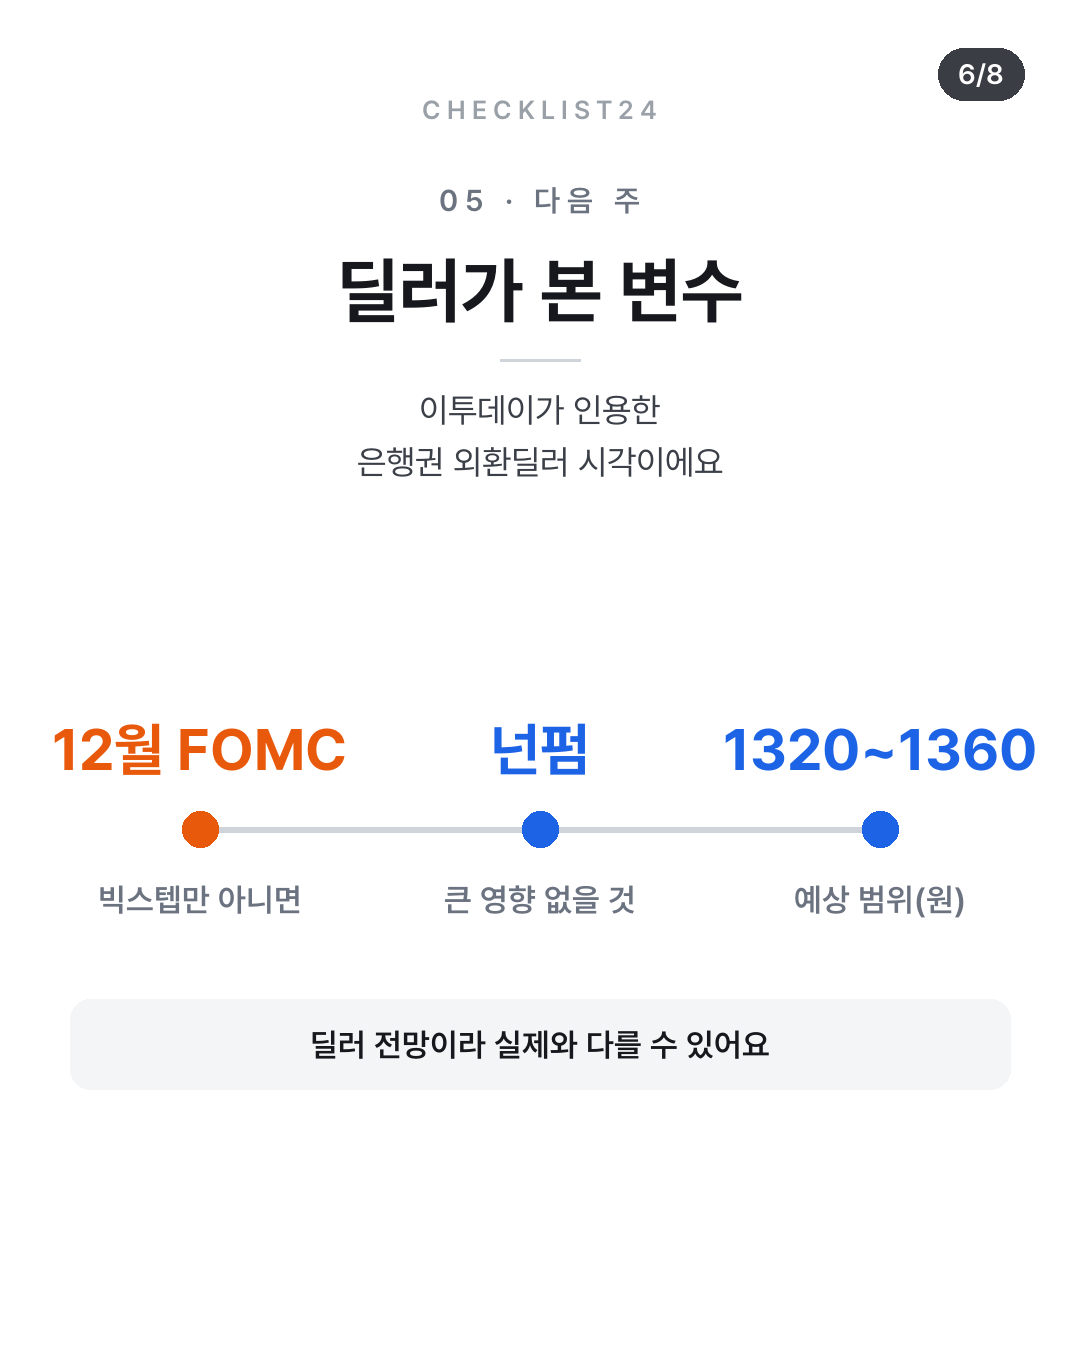 6/8
CHECKLIST24
05 · 다음 주
딜러가 본 변수
이투데이가 인용한
은행권 외환딜러 시각이에요
12월 FOMC
넌펌
1320~1360
빅스텝만 아니면
큰 영향 없을 것
예상 범위(원)
딜러 전망이라 실제와 다를 수 있어요